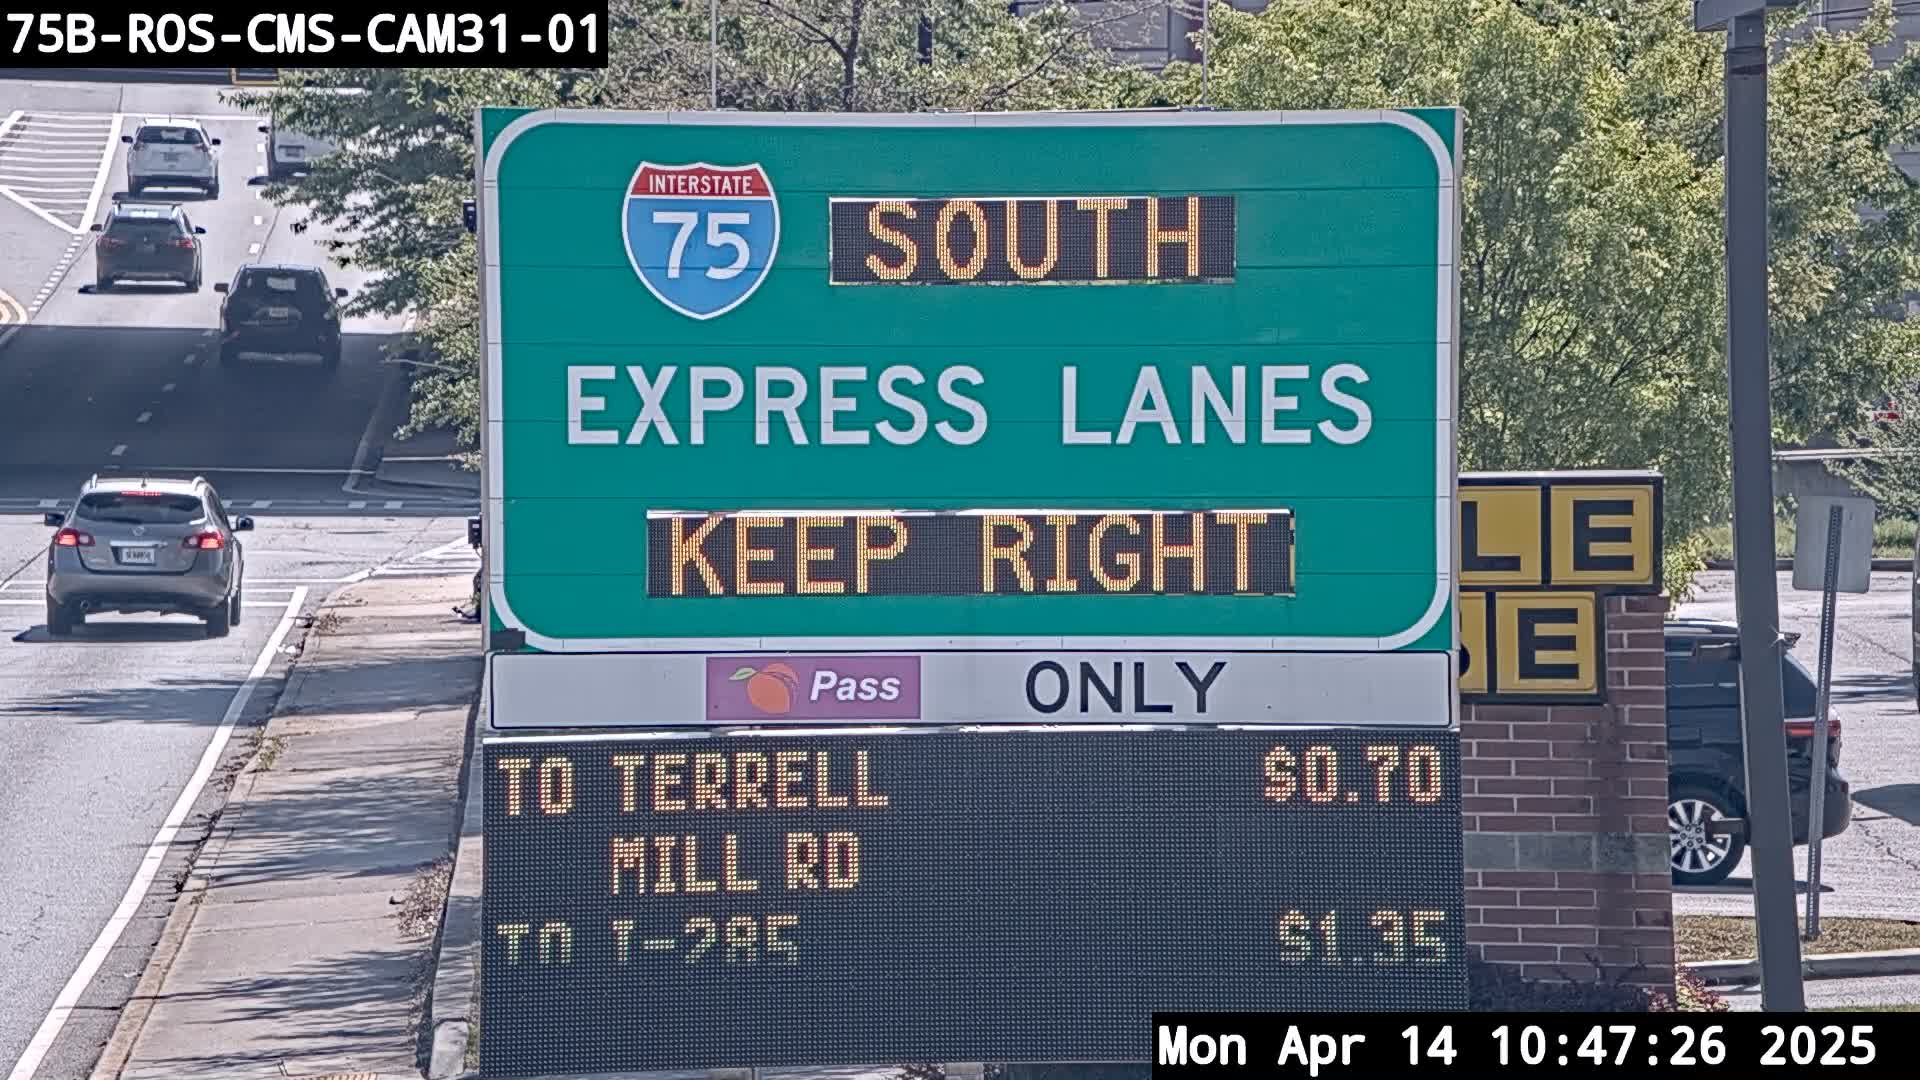 75B-ROS-CMS-CAM31-01
INTERSTATE
75
SOUTH
EXPRESS LANES
KEEP RIGHT
Pass ONLY
TO TERRELL $0.70
MILL RD
TO I-285 $1.35
LE
E
Mon Apr 14 10:47:26 2025